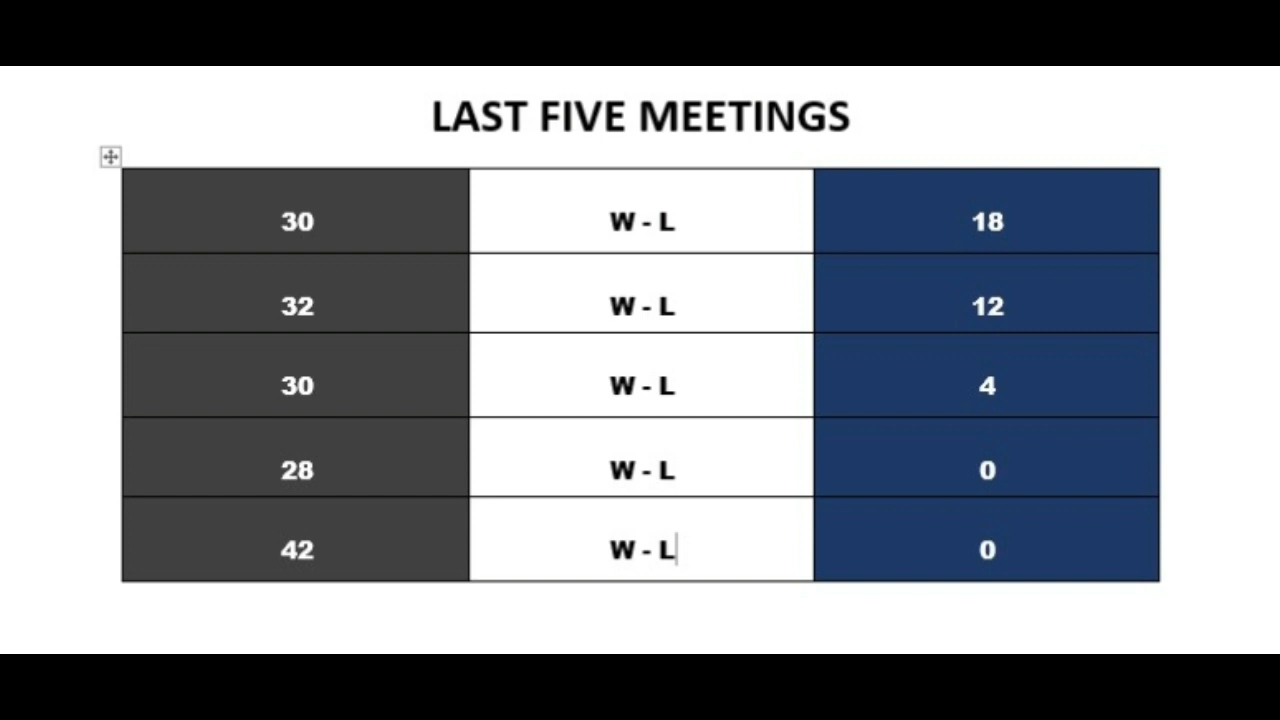 LAST FIVE MEETINGS
30 W - L 18
32 W - L 12
30 W - L 4
28 W - L 0
42 W - L 0